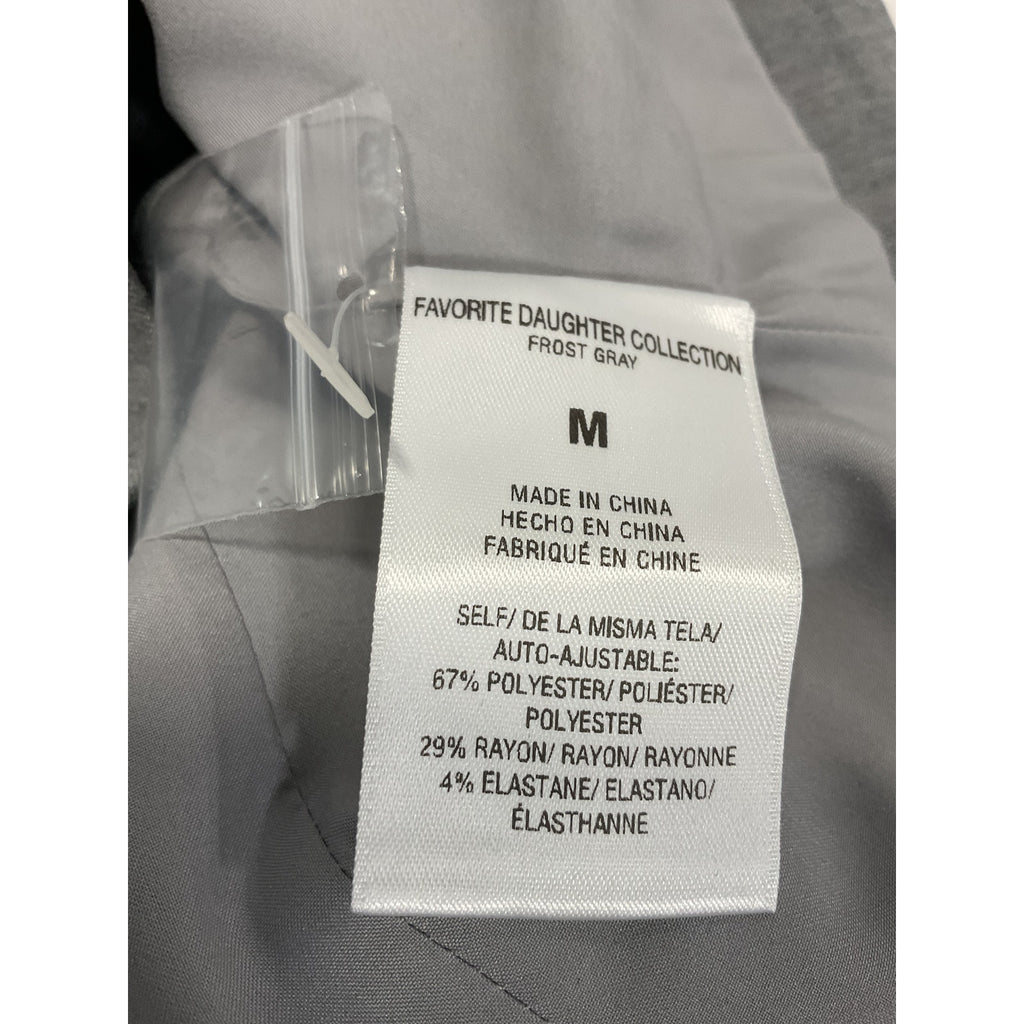 FAVORITE DAUGHTER COLLECTION
FROST GRAY
M
MADE IN CHINA
HECHO EN CHINA
FABRIQUÉ EN CHINE
SELF/ DE LA MISMA TELA/
AUTO-AJUSTABLE:
67% POLYESTER/ POLIÉSTER/
POLYESTER
29% RAYON/ RAYON/ RAYONNE
4% ELASTANE/ ELASTANO/
ÉLASTHANNE